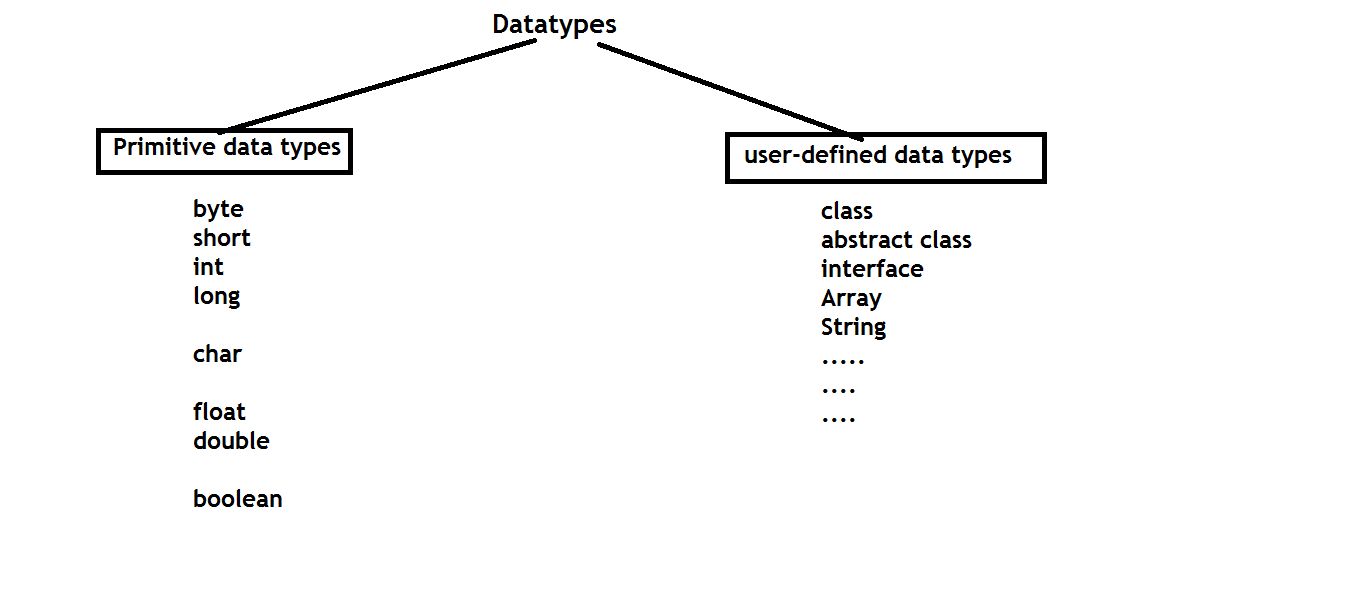 Datatypes
Primitive data types
byte
short
int
long
char
float
double
boolean
user-defined data types
class
abstract class
interface
Array
String
.....
....
....